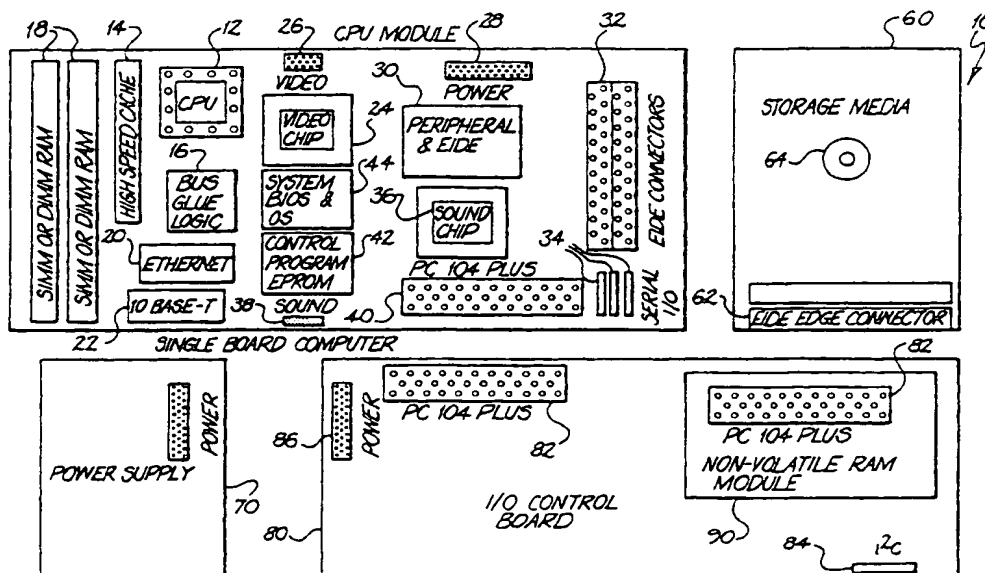 18
14
12
26
CPU MODULE
28
32
60
10
SIMM OR DIMM RAM
SIMM OR DIMM RAM
HIGH SPEED CACHE
CPU
VIDEO
VIDEO
CHIP
24
30
POWER
PERIPHERAL
& EIDE
EIDE CONNECTORS
STORAGE MEDIA
64
16
BUS
GLUE
LOGIC
SYSTEM
BIOS &
OS
44
36
SOUND
CHIP
34
20
ETHERNET
CONTROL
PROGRAM
EPROM
42
PC 104 PLUS
40
SERIAL
I/O
22
10 BASE-T
SOUND
38
62
EIDE EDGE CONNECTOR
SINGLE BOARD COMPUTER
POWER
POWER SUPPLY
70
86
POWER
PC 104 PLUS
82
I/O CONTROL
BOARD
80
82
PC 104 PLUS
NON-VOLATILE RAM
MODULE
90
84
I²C